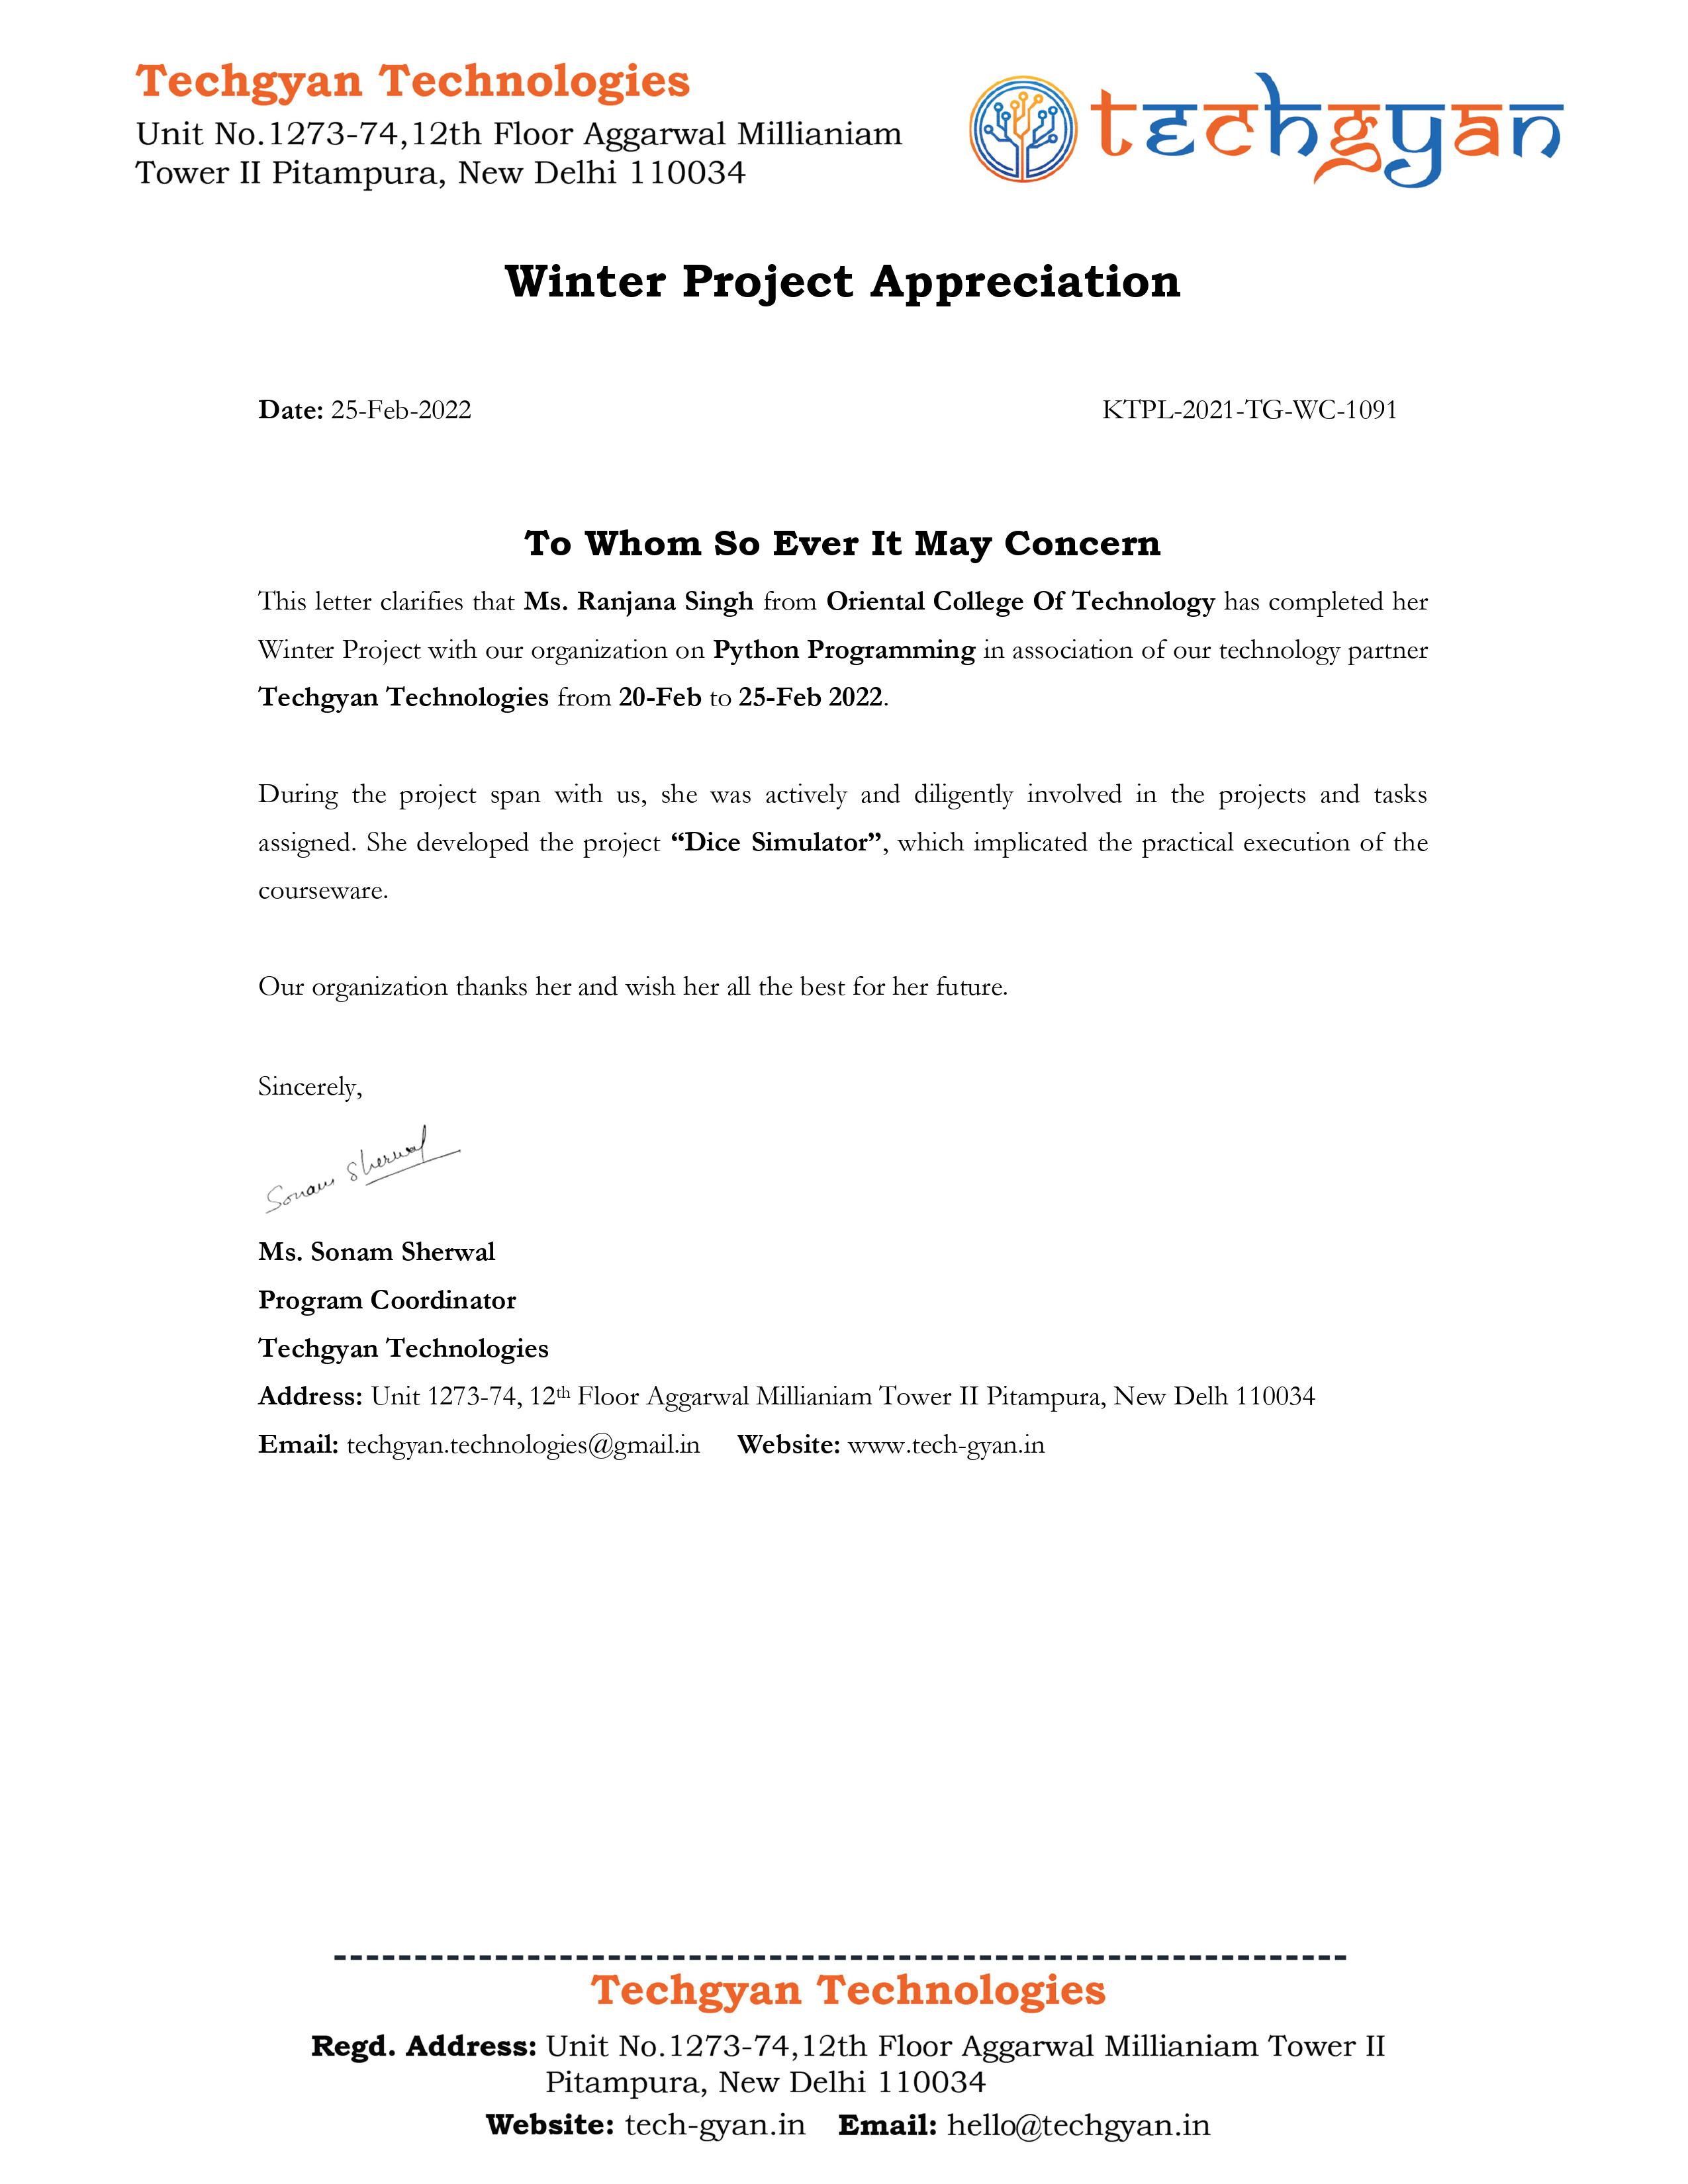 Techgyan Technologies
Unit No.1273-74,12th Floor Aggarwal Millianiam
Tower II Pitampura, New Delhi 110034
techgyan
Winter Project Appreciation
Date: 25-Feb-2022 KTPL-2021-TG-WC-1091
To Whom So Ever It May Concern
This letter clarifies that Ms. Ranjana Singh from Oriental College Of Technology has completed her
Winter Project with our organization on Python Programming in association of our technology partner
Techgyan Technologies from 20-Feb to 25-Feb 2022.
During the project span with us, she was actively and diligently involved in the projects and tasks
assigned. She developed the project “Dice Simulator”, which implicated the practical execution of the
courseware.
Our organization thanks her and wish her all the best for her future.
Sincerely,
Sonam Sherwal
Ms. Sonam Sherwal
Program Coordinator
Techgyan Technologies
Address: Unit 1273-74, 12th Floor Aggarwal Millianiam Tower II Pitampura, New Delh 110034
Email: techgyan.technologies@gmail.in Website: www.tech-gyan.in
Techgyan Technologies
Regd. Address: Unit No.1273-74,12th Floor Aggarwal Millianiam Tower II
Pitampura, New Delhi 110034
Website: tech-gyan.in Email: hello@techgyan.in